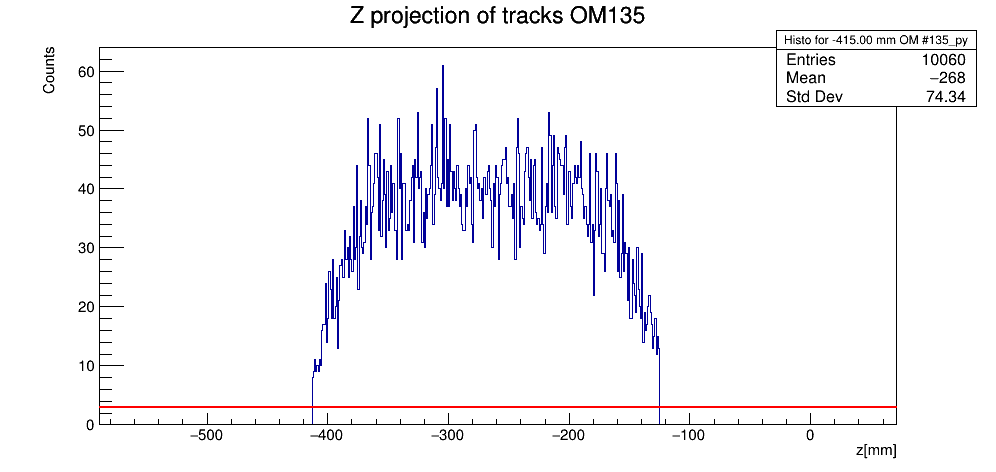 Z projection of tracks OM135
Histo for -415.00 mm OM #135_py
Entries 10060
Mean −268
Std Dev 74.34
Counts
60
50
40
30
20
10
0
−500 −400 −300 −200 −100 0
z[mm]